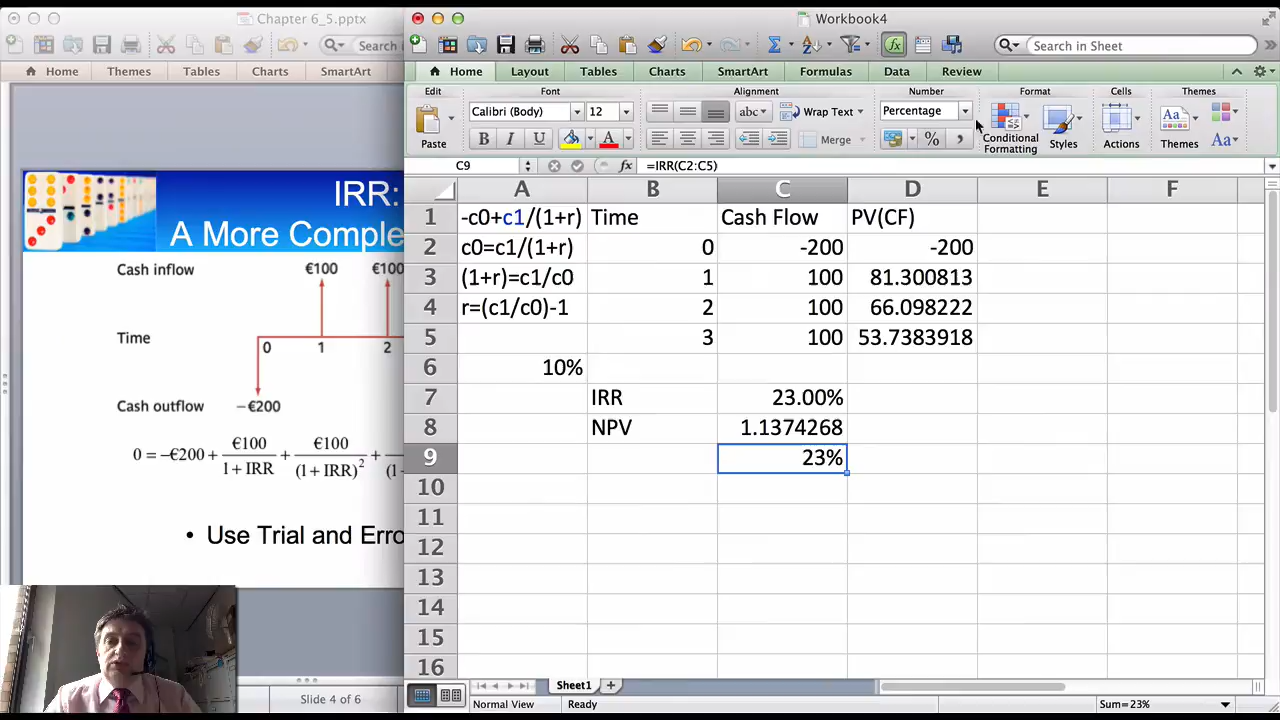 Chapter 6_5.pptx
Search
Home
Themes
Tables
Charts
SmartArt
IRR:
A More Comple
Cash inflow
€100
€100
Time
0
1
2
Cash outflow
−€200
0 = −€200 + €100/(1 + IRR) + €100/(1 + IRR)² +
• Use Trial and Erro
Slide 4 of 6
Workbook4
Search in Sheet
Home
Layout
Tables
Charts
SmartArt
Formulas
Data
Review
Edit
Font
Alignment
Number
Format
Cells
Themes
Calibri (Body)
12
abc
Wrap Text
Percentage
Paste
B I U
A
Merge
%
Conditional
Formatting
Styles
Actions
Aa
Themes
Aa
C9
fx
=IRR(C2:C5)
A B C D E F
1 -c0+c1/(1+r) Time Cash Flow PV(CF)
2 c0=c1/(1+r) 0 -200 -200
3 (1+r)=c1/c0 1 100 81.300813
4 r=(c1/c0)-1 2 100 66.098222
5 3 100 53.7383918
6 10%
7 IRR 23.00%
8 NPV 1.1374268
9 23%
10
11
12
13
14
15
16
Sheet1
Normal View
Ready
Sum=23%